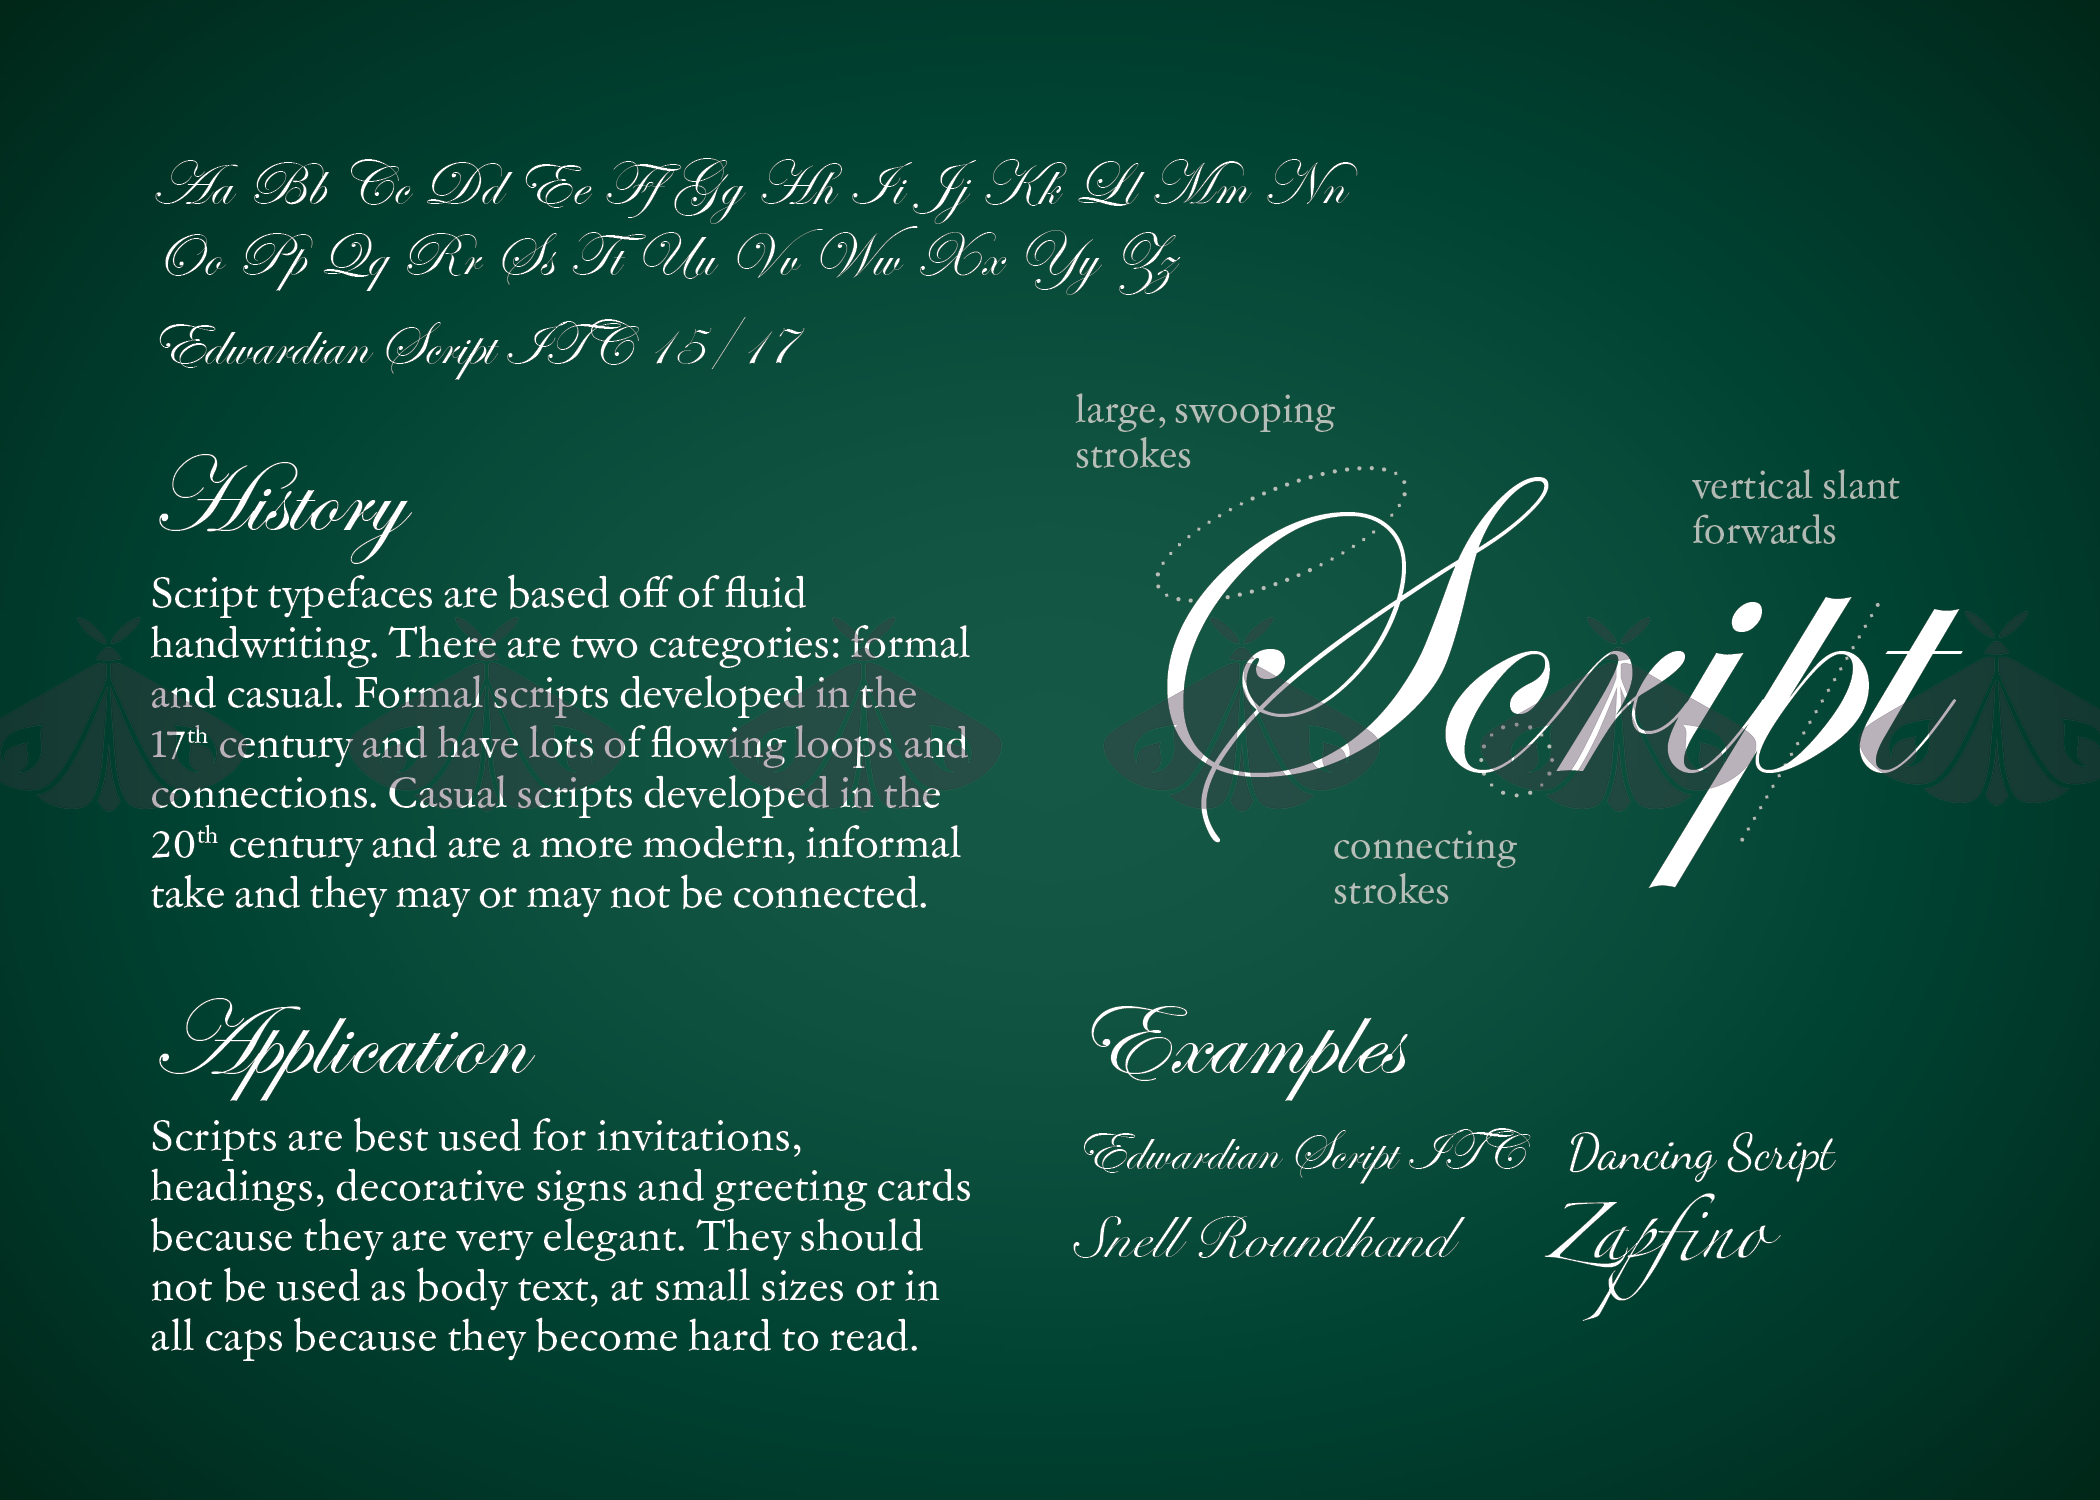 Aa Bb Cc Dd Ee Ff Gg Hh Ii Jj Kk Ll Mm Nn
Oo Pp Qq Rr Ss Tt Uu Vv Ww Xx Yy Zz
Edwardian Script ITC 15/17
History
Script typefaces are based off of fluid
handwriting. There are two categories: formal
and casual. Formal scripts developed in the
17th century and have lots of flowing loops and
connections. Casual scripts developed in the
20th century and are a more modern, informal
take and they may or may not be connected.
large, swooping
strokes
vertical slant
forwards
Script
connecting
strokes
Application
Scripts are best used for invitations,
headings, decorative signs and greeting cards
because they are very elegant. They should
not be used as body text, at small sizes or in
all caps because they become hard to read.
Examples
Edwardian Script ITC
Dancing Script
Snell Roundhand
Zapfino